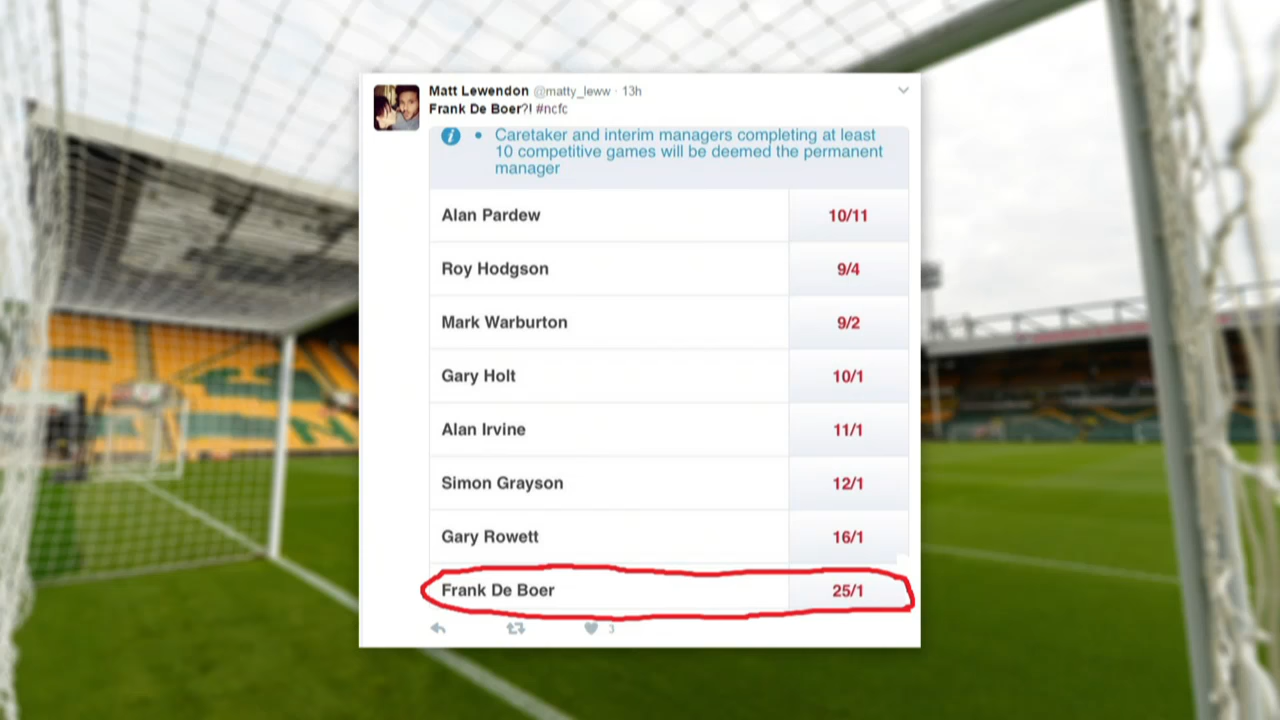 Matt Lewendon @matty_leww · 13h
Frank De Boer?! #ncfc
• Caretaker and interim managers completing at least
10 competitive games will be deemed the permanent
manager
Alan Pardew 10/11
Roy Hodgson 9/4
Mark Warburton 9/2
Gary Holt 10/1
Alan Irvine 11/1
Simon Grayson 12/1
Gary Rowett 16/1
Frank De Boer 25/1
3